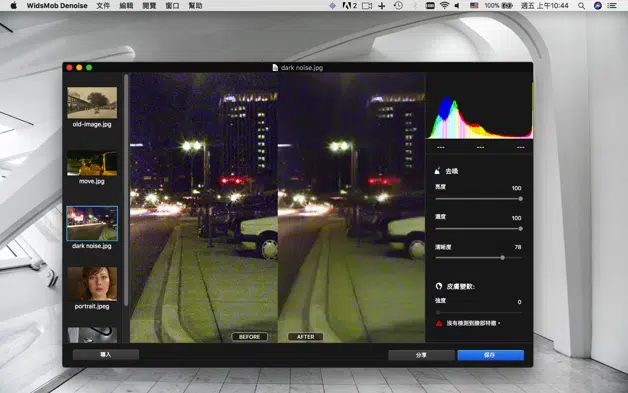 WidsMob Denoise 文件 編輯 開覽 窗口 幫助
2 100% 週五 上午10:44
dark noise.jpg
old-image.jpg
move.jpg
dark noise.jpg
portrait.jpeg
BEFORE
AFTER
--- --- ---
去噪
亮度 100
濃度 100
清晰度 78
皮膚變軟:
強度 0
沒有檢測到臉部特徵。
導入
分享
保存